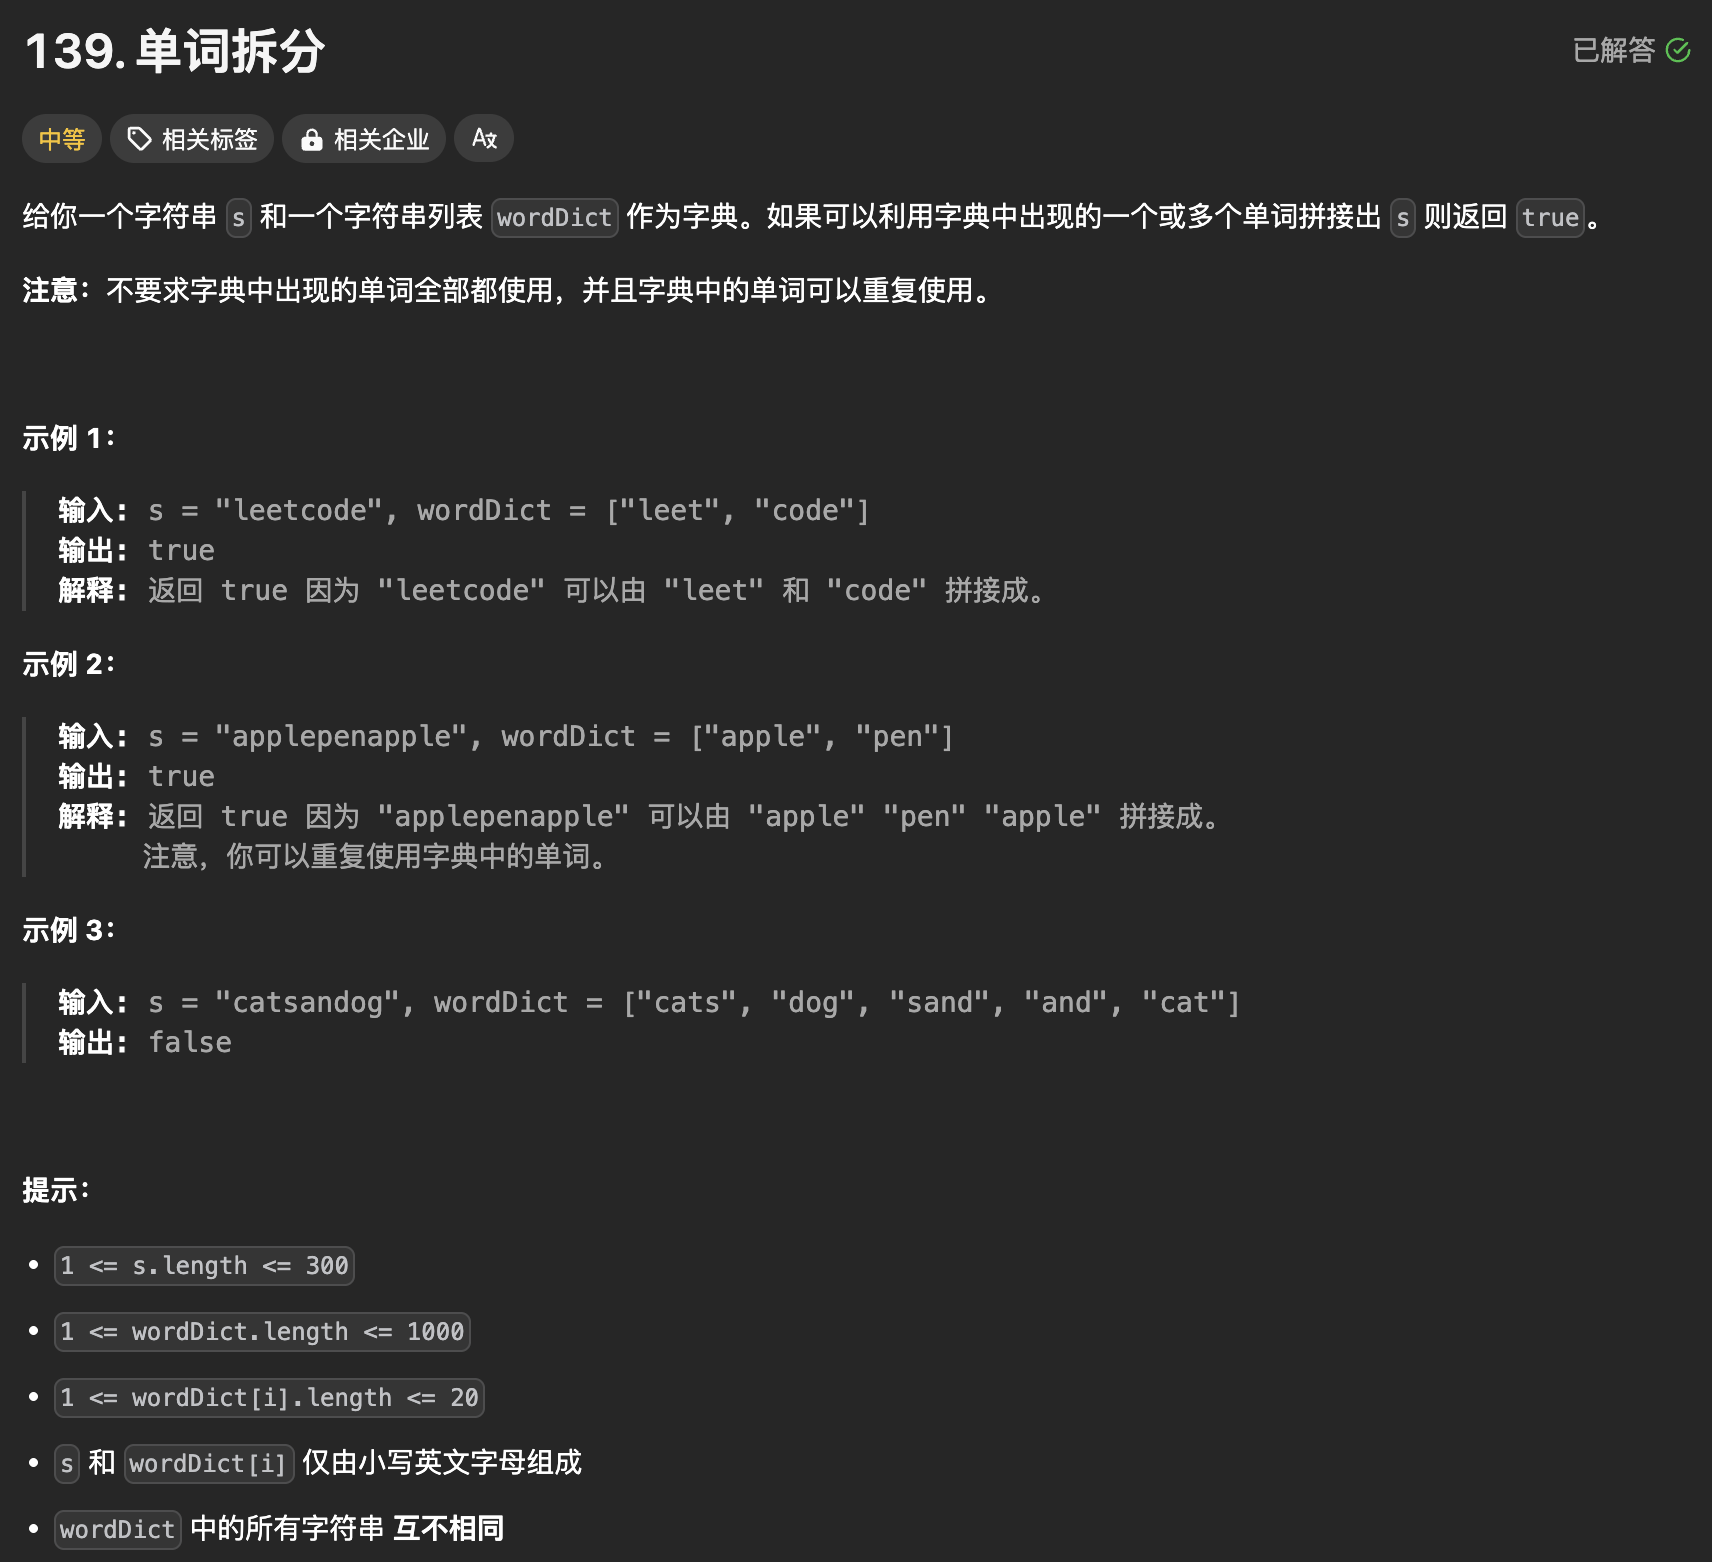 139. 单词拆分
已解答
中等
相关标签
相关企业
给你一个字符串 s 和一个字符串列表 wordDict 作为字典。如果可以利用字典中出现的一个或多个单词拼接出 s 则返回 true。
注意：不要求字典中出现的单词全部都使用，并且字典中的单词可以重复使用。
示例 1：
输入: s = "leetcode", wordDict = ["leet", "code"]
输出: true
解释: 返回 true 因为 "leetcode" 可以由 "leet" 和 "code" 拼接成。
示例 2：
输入: s = "applepenapple", wordDict = ["apple", "pen"]
输出: true
解释: 返回 true 因为 "applepenapple" 可以由 "apple" "pen" "apple" 拼接成。
注意，你可以重复使用字典中的单词。
示例 3：
输入: s = "catsandog", wordDict = ["cats", "dog", "sand", "and", "cat"]
输出: false
提示：
• 1 <= s.length <= 300
• 1 <= wordDict.length <= 1000
• 1 <= wordDict[i].length <= 20
• s 和 wordDict[i] 仅由小写英文字母组成
• wordDict 中的所有字符串 互不相同